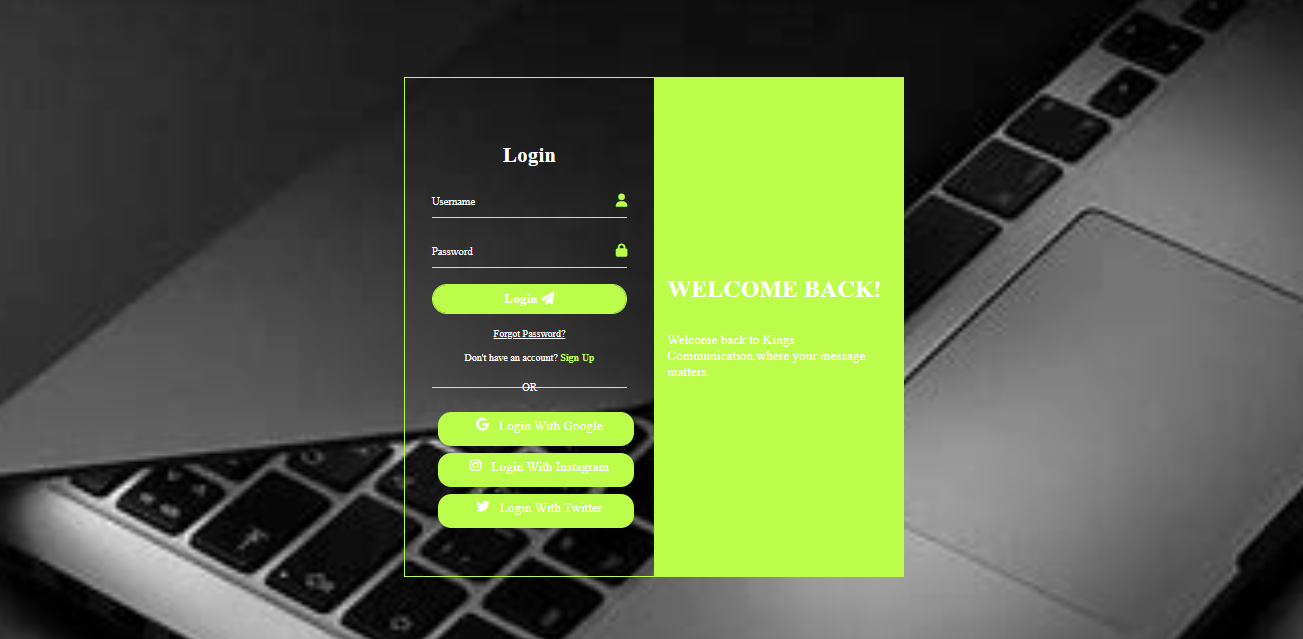 Login
Username
Password
Login
Forgot Password?
Don't have an account? Sign Up
OR
Login With Google
Login With Instagram
Login With Twitter
WELCOME BACK!
Welcome back to Kings
Communication,where your message
matters.